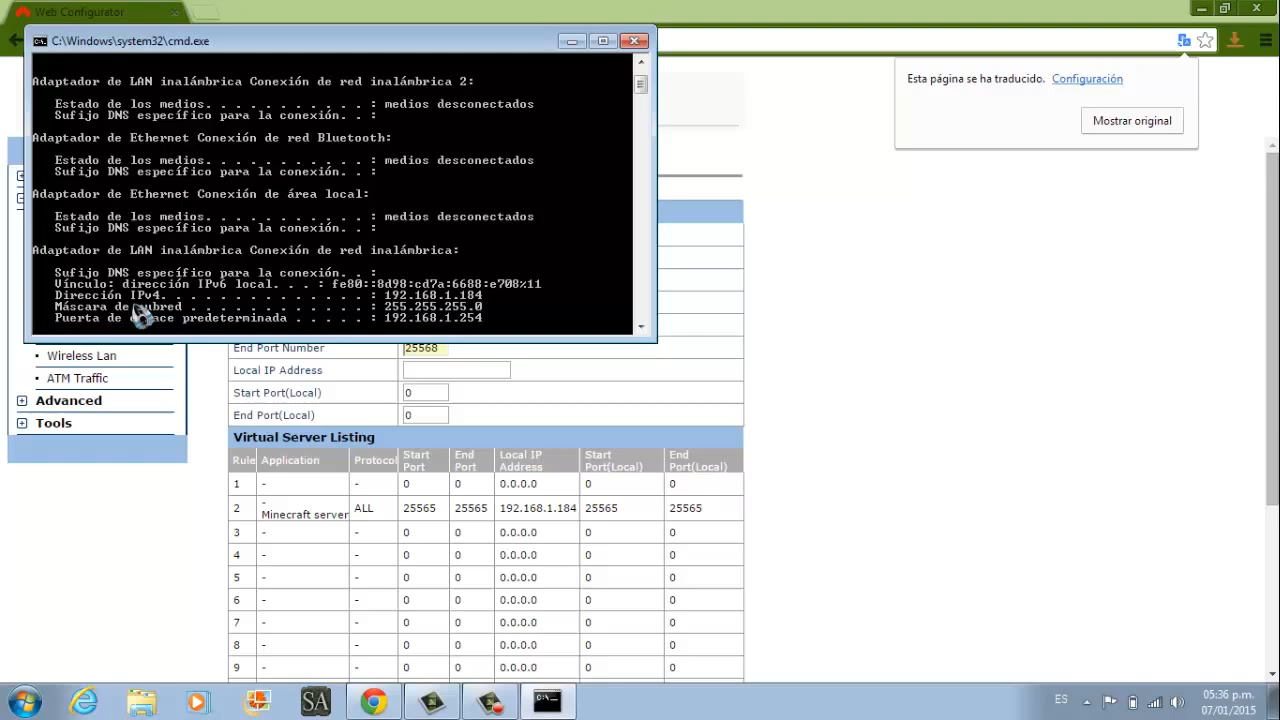 Web Configurator
C:\Windows\system32\cmd.exe
Adaptador de LAN inalámbrica Conexión de red inalámbrica 2:
Estado de los medios. . . . . . . . . . . : medios desconectados
Sufijo DNS específico para la conexión. . :
Adaptador de Ethernet Conexión de red Bluetooth:
Estado de los medios. . . . . . . . . . . : medios desconectados
Sufijo DNS específico para la conexión. . :
Adaptador de Ethernet Conexión de área local:
Estado de los medios. . . . . . . . . . . : medios desconectados
Sufijo DNS específico para la conexión. . :
Adaptador de LAN inalámbrica Conexión de red inalámbrica:
Sufijo DNS específico para la conexión. . :
Vínculo: dirección IPv6 local. . . : fe80::8d98:cd7a:6688:e708%11
Dirección IPv4. . . . . . . . . . . . . . : 192.168.1.184
Máscara de subred . . . . . . . . . . . . : 255.255.255.0
Puerta de enlace predeterminada . . . . . : 192.168.1.254
Esta página se ha traducido. Configuración
Mostrar original
Wireless Lan
ATM Traffic
Advanced
Tools
End Port Number 25568
Local IP Address
Start Port(Local) 0
End Port(Local) 0
Virtual Server Listing
Rule Application Protocol Start Port End Port Local IP Address Start Port(Local) End Port(Local)
1 - - 0 0 0.0.0.0 0 0
2 - Minecraft server ALL 25565 25565 192.168.1.184 25565 25565
3 - - 0 0 0.0.0.0 0 0
4 - - 0 0 0.0.0.0 0 0
5 - - 0 0 0.0.0.0 0 0
6 - - 0 0 0.0.0.0 0 0
7 - - 0 0 0.0.0.0 0 0
8 - - 0 0 0.0.0.0 0 0
9 - - 0 0 0.0.0.0 0 0
SA
ES
05:36 p.m.
07/01/2015